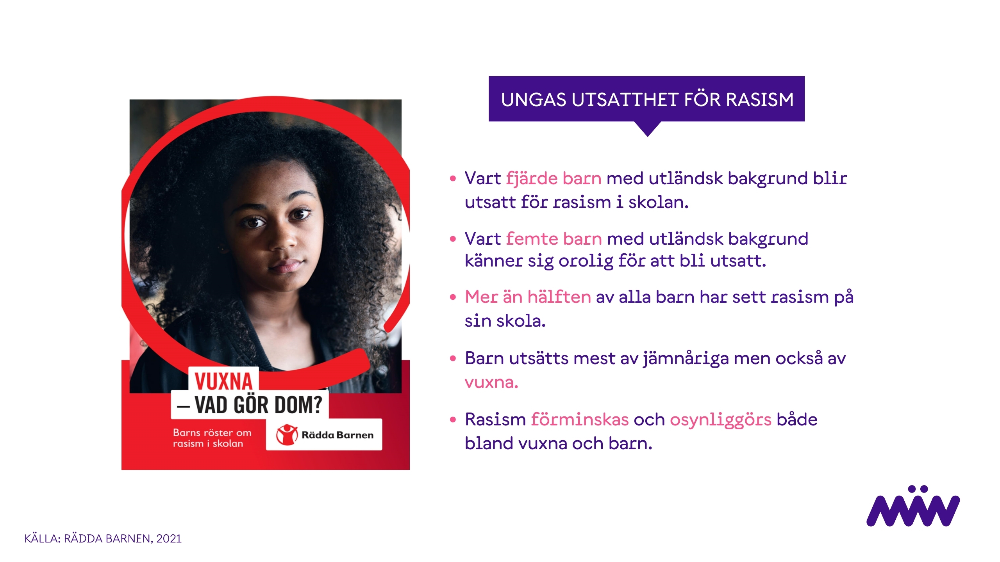 UNGAS UTSATTHET FÖR RASISM
Vart fjärde barn med utländsk bakgrund blir
utsatt för rasism i skolan.
Vart femte barn med utländsk bakgrund
känner sig orolig för att bli utsatt.
Mer än hälften av alla barn har sett rasism på
sin skola.
Barn utsätts mest av jämnåriga men också av
vuxna.
Rasism förminskas och osynliggörs både
bland vuxna och barn.
VUXNA
– VAD GÖR DOM?
Barns röster om
rasism i skolan
Rädda Barnen
MÄN
KÄLLA: RÄDDA BARNEN, 2021